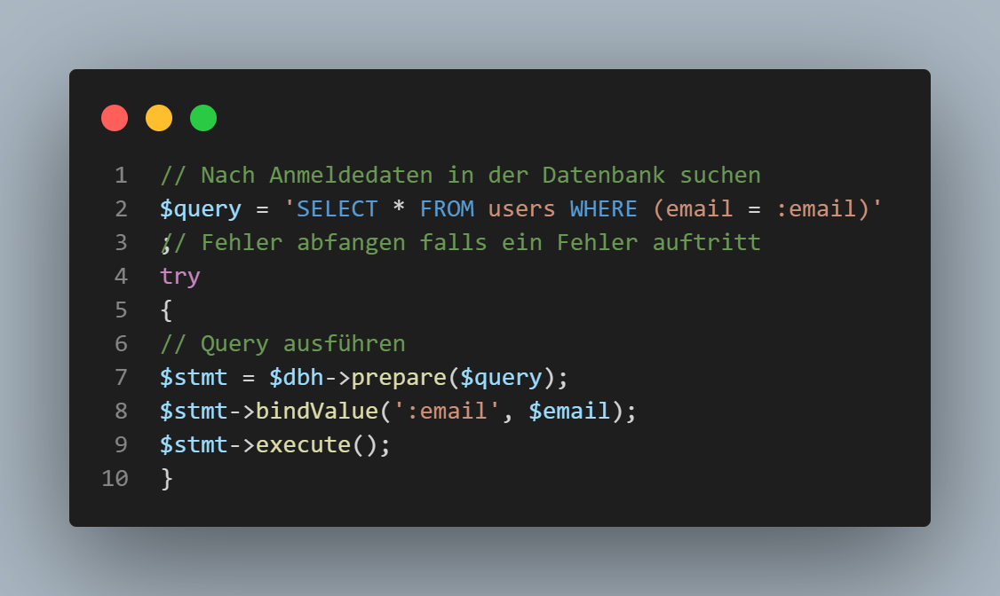 1 // Nach Anmeldedaten in der Datenbank suchen
2 $query = 'SELECT * FROM users WHERE (email = :email)'
3 ;// Fehler abfangen falls ein Fehler auftritt
4 try
5 {
6 // Query ausführen
7 $stmt = $dbh->prepare($query);
8 $stmt->bindValue(':email', $email);
9 $stmt->execute();
10 }